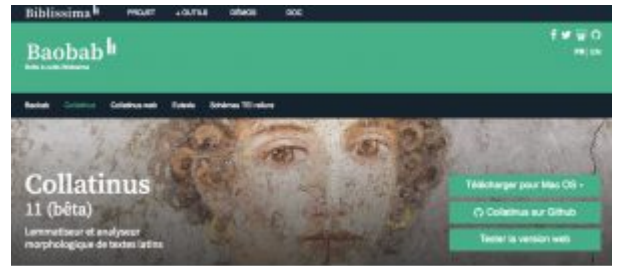 Biblissima PROJET OUTILS DÉMOS DOC
Baobab
FR EN
Baobab Collatinus Collatinus web Eulexis Schémas TEI reliure
Collatinus
11 (bêta)
Lemmatiseur et analyseur
morphologique de textes latins
Télécharger pour Mac OS
Collatinus sur Github
Tester la version web